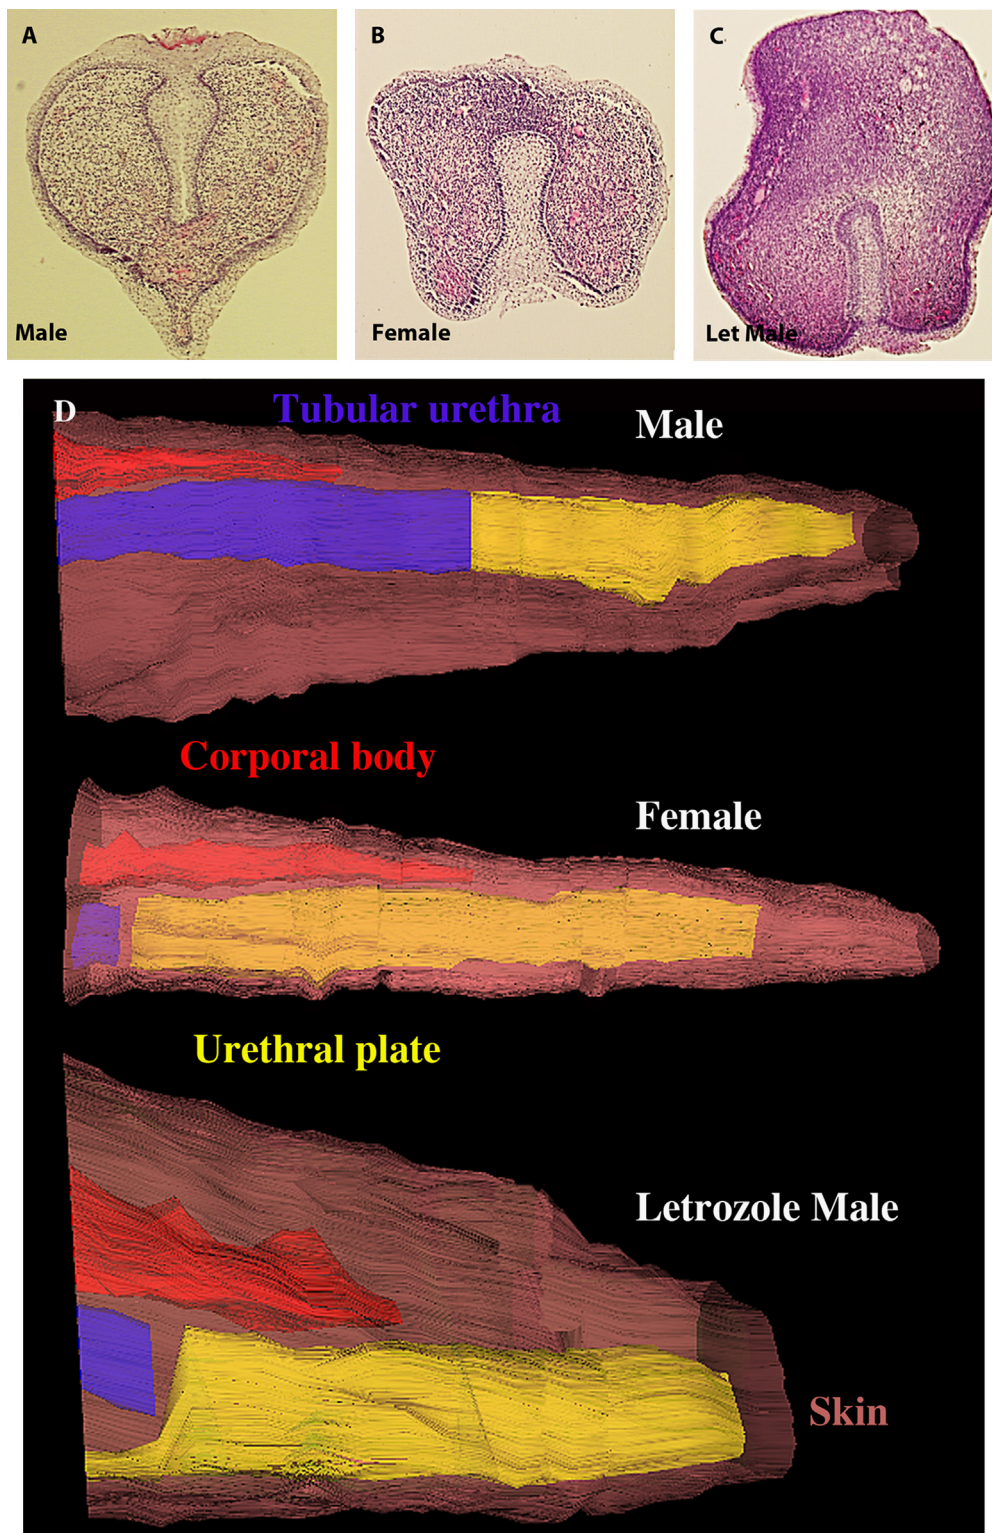 A
B
C
Male
Female
Let Male
D
Tubular urethra
Male
Corporal body
Female
Urethral plate
Letrozole Male
Skin